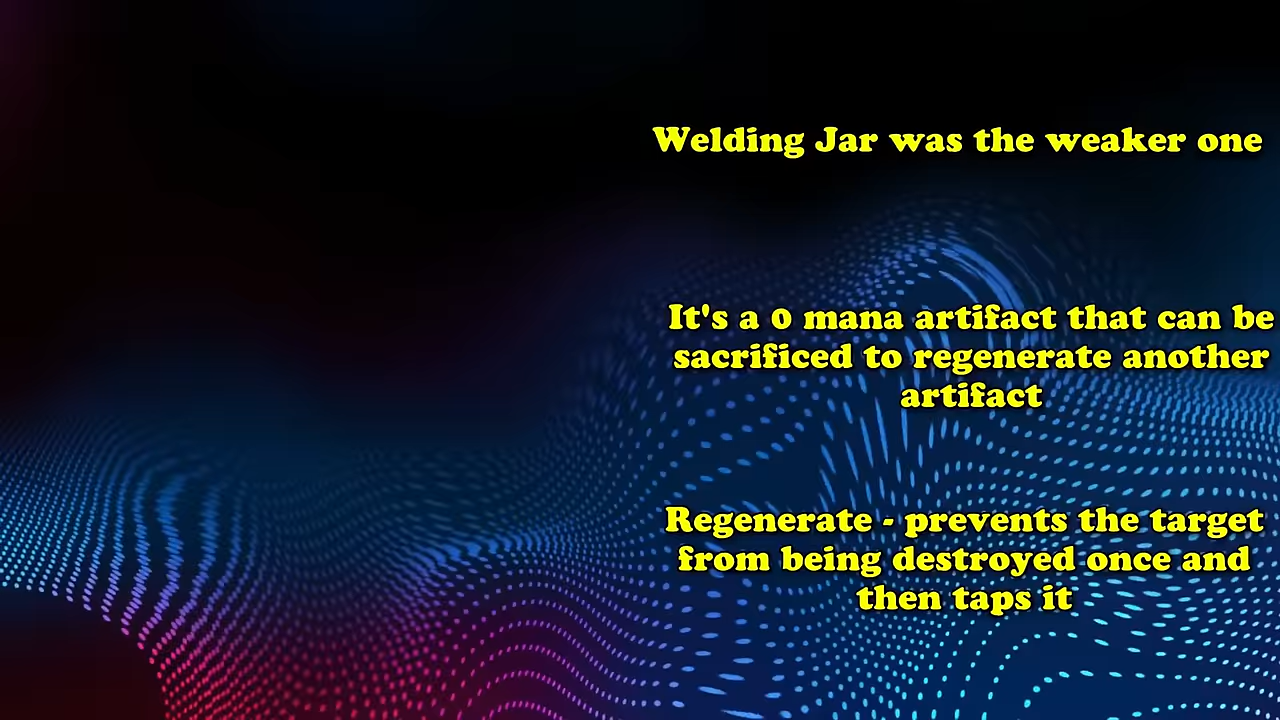 Welding Jar was the weaker one
It's a 0 mana artifact that can be
sacrificed to regenerate another
artifact
Regenerate - prevents the target
from being destroyed once and
then taps it